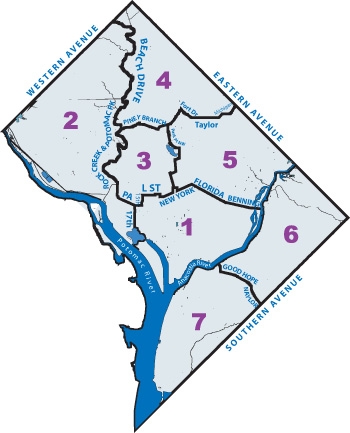 WESTERN AVENUE
BEACH DRIVE
4
EASTERN AVENUE
2
ROCK CREEK & POTOMAC PK
Fort Dr
PINEY BRANCH
Taylor
3
5
PA
L ST
NEW YORK
FLORIDA
BENNING
17th
1
6
Potomac River
Anacostia River
GOOD HOPE
NAYLOR
SOUTHERN AVENUE
7